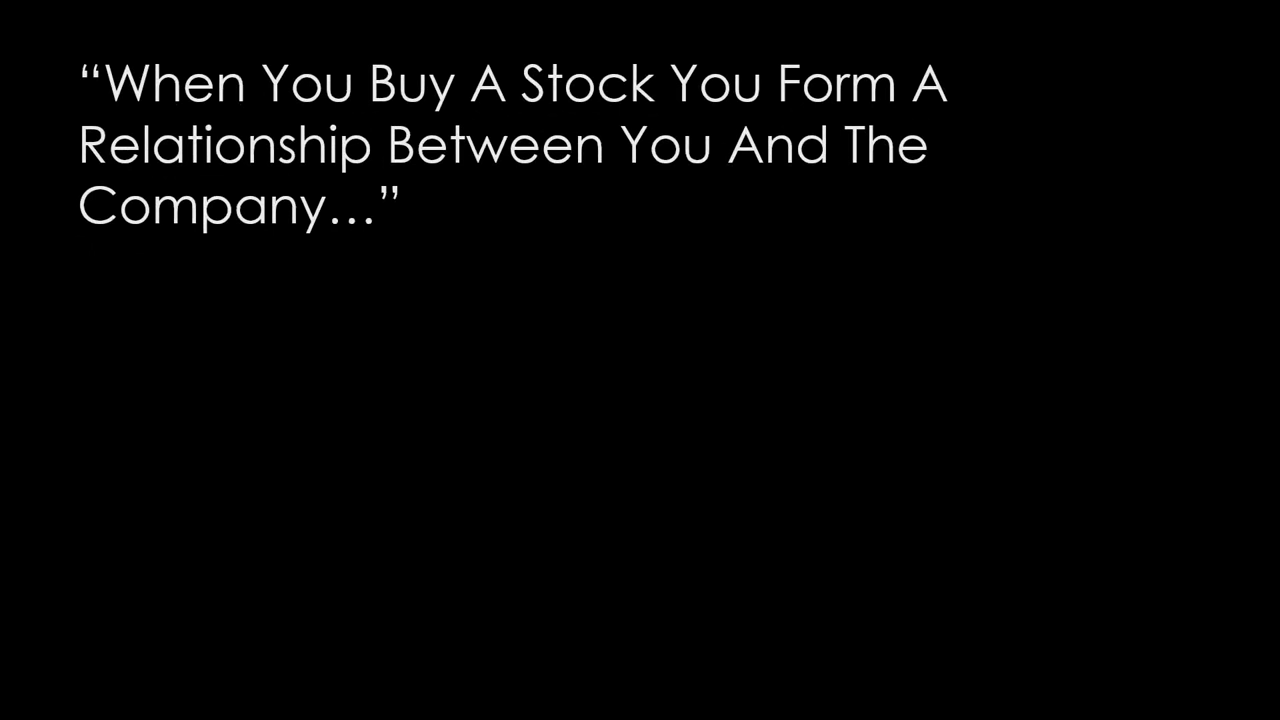 “When You Buy A Stock You Form A
Relationship Between You And The
Company…”